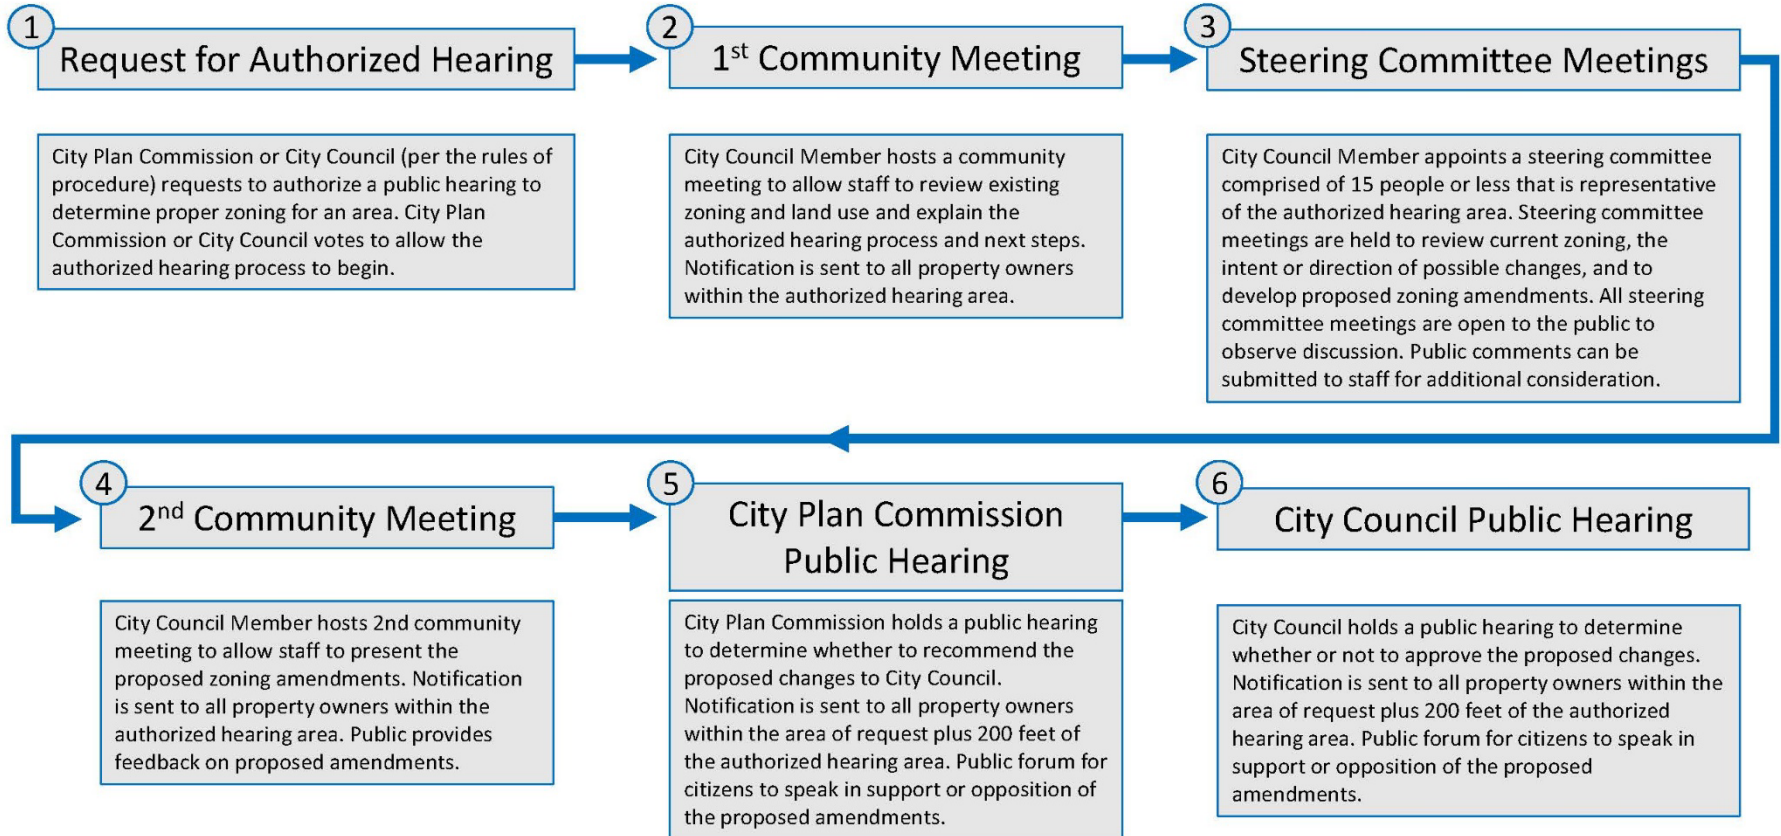 1
Request for Authorized Hearing
2
1st Community Meeting
3
Steering Committee Meetings
City Plan Commission or City Council (per the rules of
procedure) requests to authorize a public hearing to
determine proper zoning for an area. City Plan
Commission or City Council votes to allow the
authorized hearing process to begin.
City Council Member hosts a community
meeting to allow staff to review existing
zoning and land use and explain the
authorized hearing process and next steps.
Notification is sent to all property owners
within the authorized hearing area.
City Council Member appoints a steering committee
comprised of 15 people or less that is representative
of the authorized hearing area. Steering committee
meetings are held to review current zoning, the
intent or direction of possible changes, and to
develop proposed zoning amendments. All steering
committee meetings are open to the public to
observe discussion. Public comments can be
submitted to staff for additional consideration.
4
2nd Community Meeting
5
City Plan Commission
Public Hearing
6
City Council Public Hearing
City Council Member hosts 2nd community
meeting to allow staff to present the
proposed zoning amendments. Notification
is sent to all property owners within the
authorized hearing area. Public provides
feedback on proposed amendments.
City Plan Commission holds a public hearing
to determine whether to recommend the
proposed changes to City Council.
Notification is sent to all property owners
within the area of request plus 200 feet of
the authorized hearing area. Public forum for
citizens to speak in support or opposition of
the proposed amendments.
City Council holds a public hearing to determine
whether or not to approve the proposed changes.
Notification is sent to all property owners within the
area of request plus 200 feet of the authorized
hearing area. Public forum for citizens to speak in
support or opposition of the proposed
amendments.